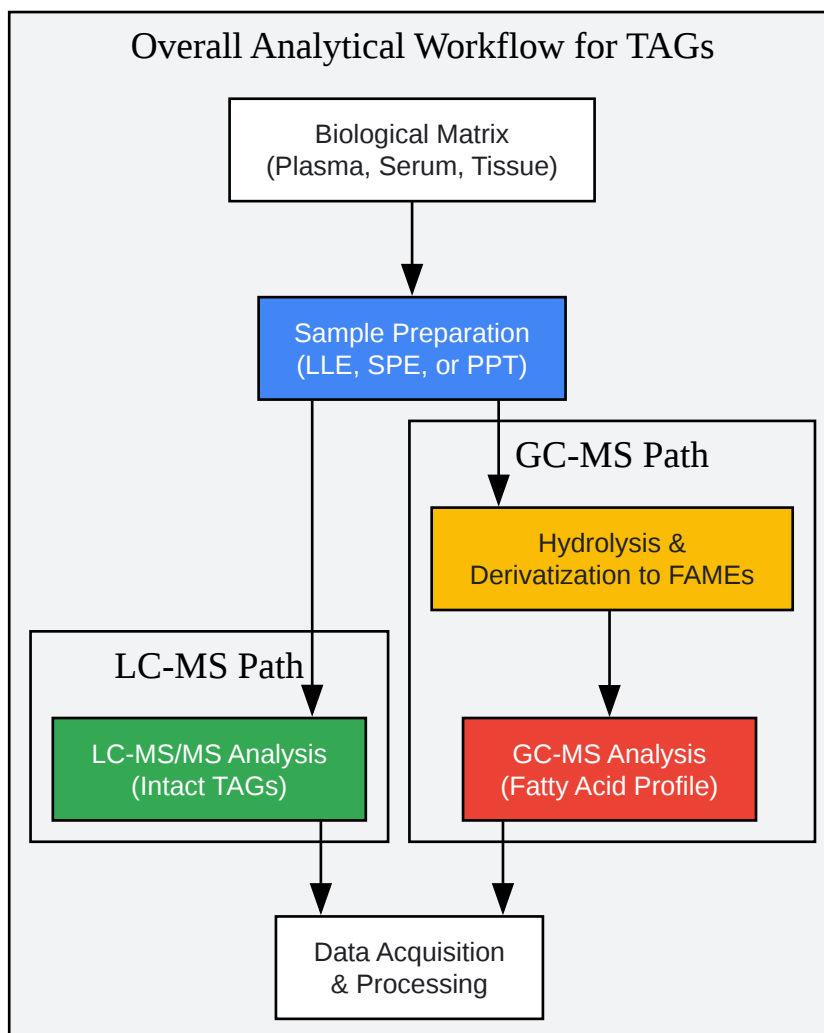 Overall Analytical Workflow for TAGs
Biological Matrix
(Plasma, Serum, Tissue)
Sample Preparation
(LLE, SPE, or PPT)
GC-MS Path
Hydrolysis &
Derivatization to FAMEs
LC-MS Path
LC-MS/MS Analysis
(Intact TAGs)
GC-MS Analysis
(Fatty Acid Profile)
Data Acquisition
& Processing